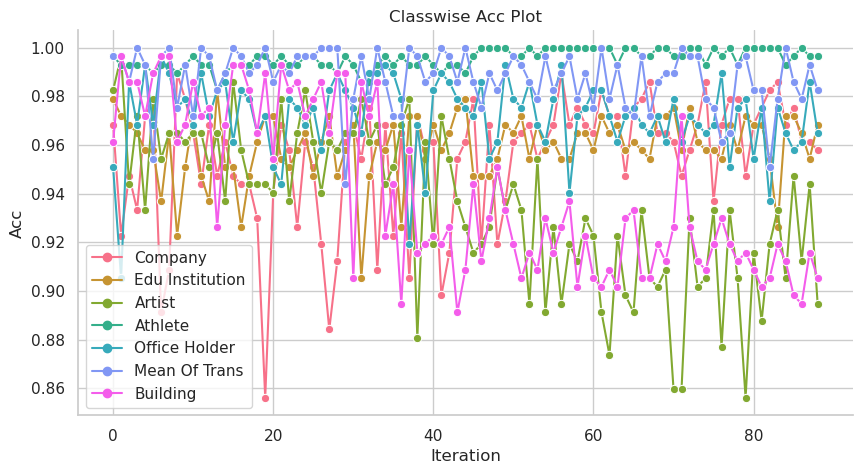 Classwise Acc Plot
1.00
0.98
0.96
0.94
0.92
0.90
0.88
0.86
Acc
Company
Edu Institution
Artist
Athlete
Office Holder
Mean Of Trans
Building
0 20 40 60 80
Iteration